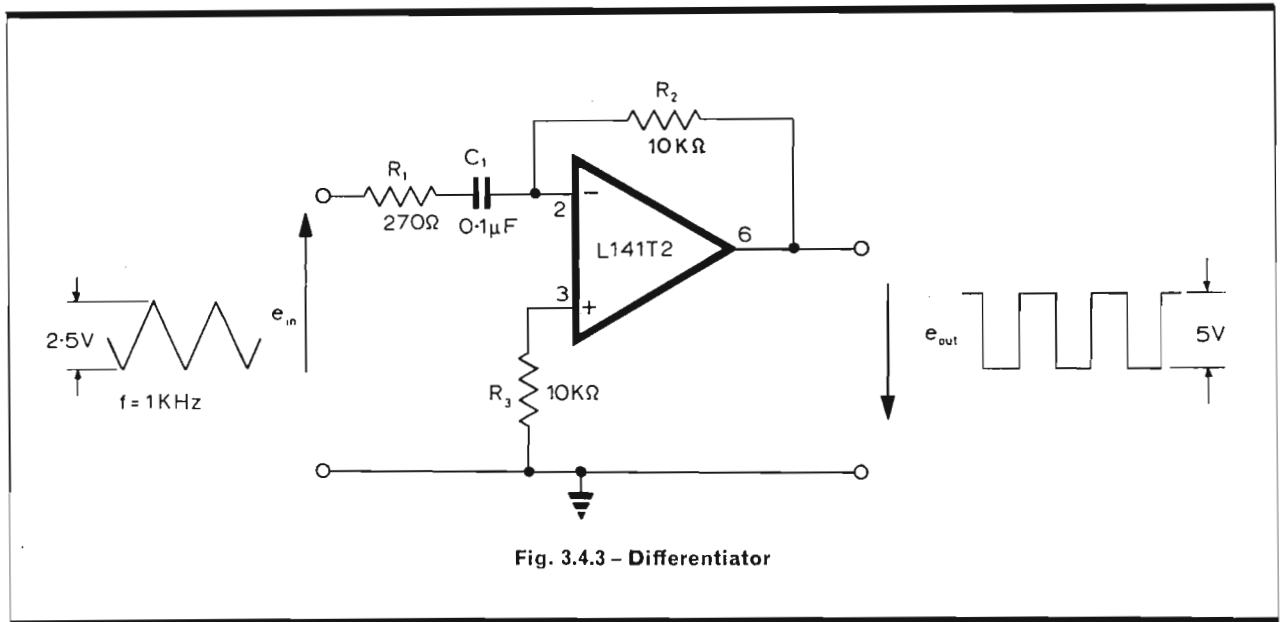 R₂
10KΩ
R₁
C₁
270Ω
0·1µF
−
2
L141T2
6
3
+
e_in
2·5V
f = 1KHz
R₃
10KΩ
e_out
5V
Fig. 3.4.3 – Differentiator